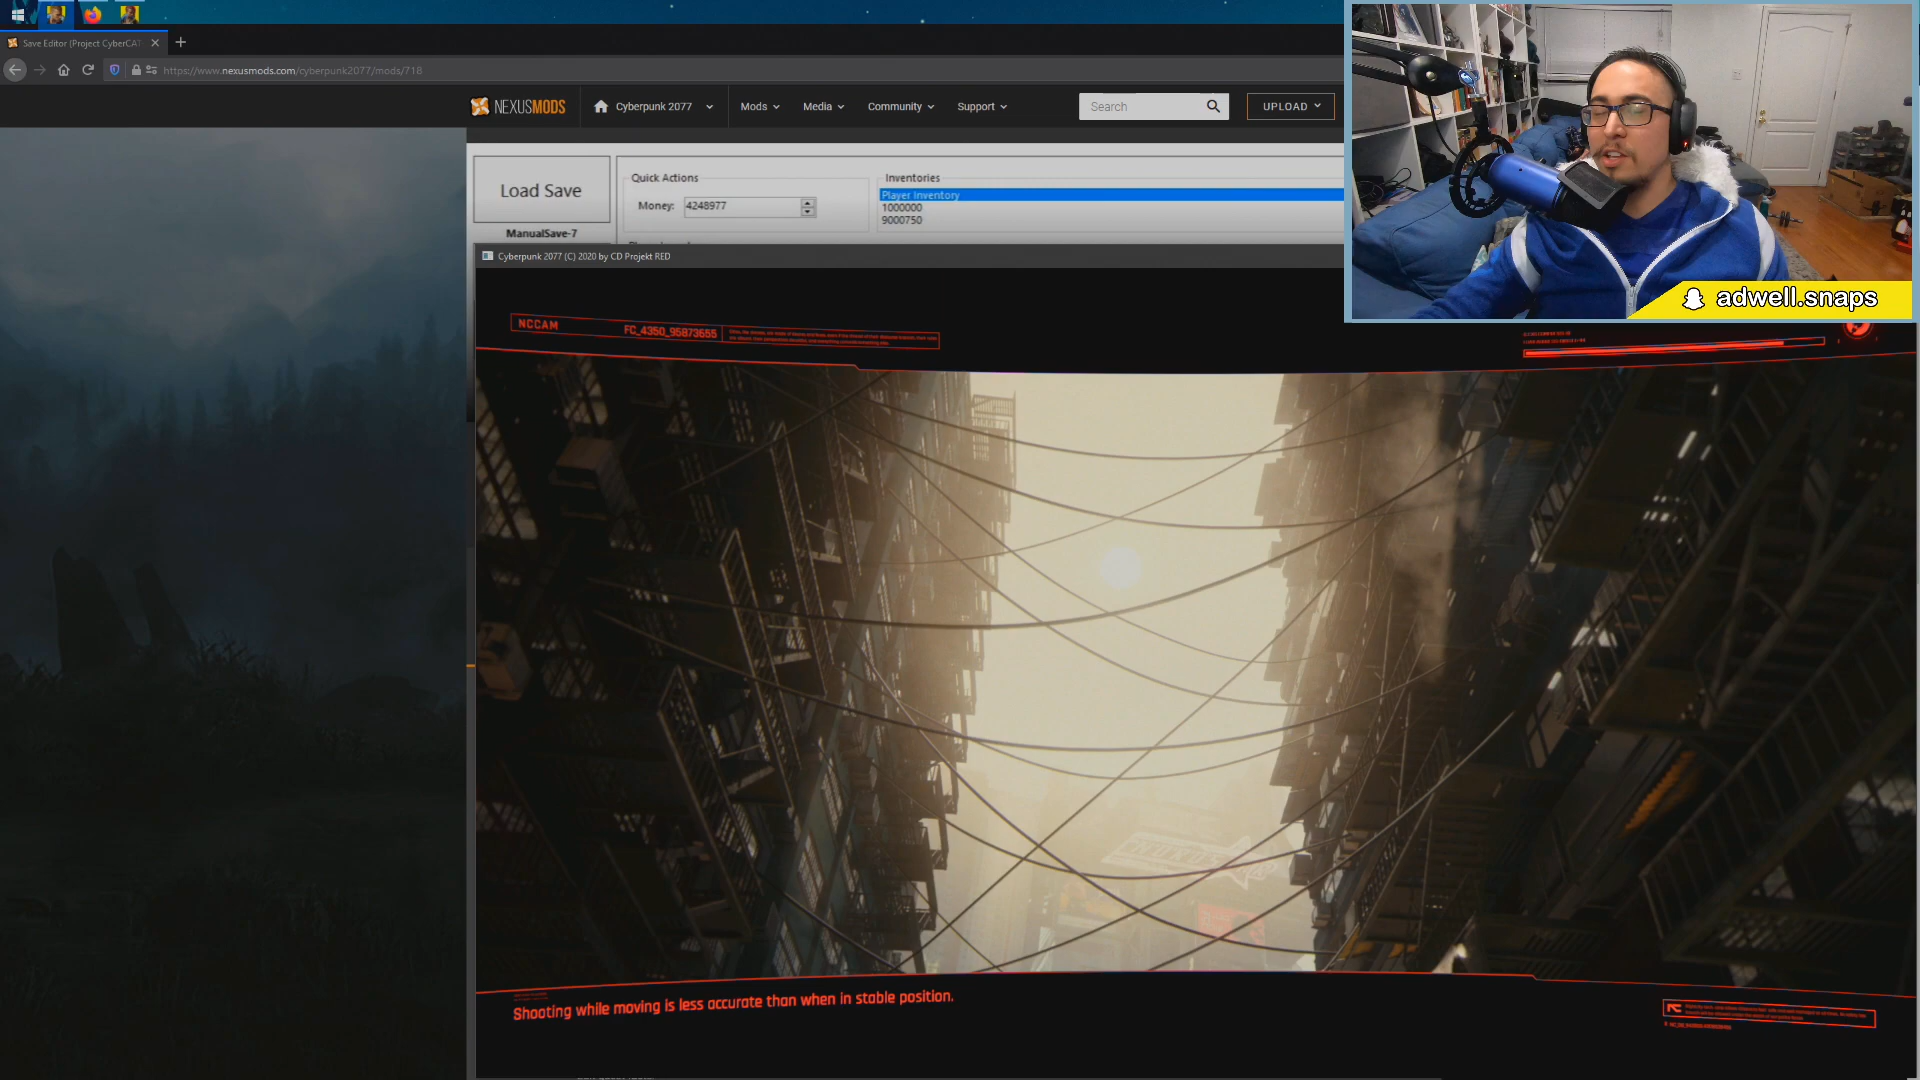 Save Editor (Project CyberCAT
https://www.nexusmods.com/cyberpunk2077/mods/718
NEXUSMODS
Cyberpunk 2077
Mods
Media
Community
Support
Search
UPLOAD
Load Save
ManualSave-7
Quick Actions
Money: 4248977
Inventories
Player Inventory
1000000
9000750
Cyberpunk 2077 (C) 2020 by CD Projekt RED
adwell.snaps
NCCAM
FC_4350_95873655
Shooting while moving is less accurate than when in stable position.